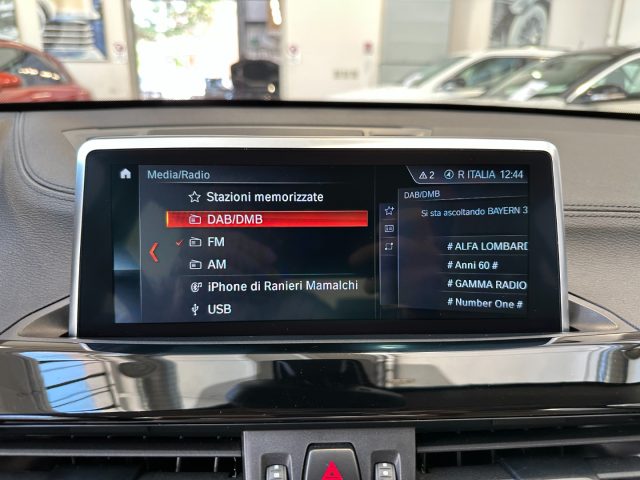 Media/Radio
2 R ITALIA 12:44
Stazioni memorizzate
DAB/DMB
FM
AM
iPhone di Ranieri Mamalchi
USB
DAB/DMB
Si sta ascoltando BAYERN 3
# ALFA LOMBARD
# Anni 60 #
# GAMMA RADIO
# Number One #